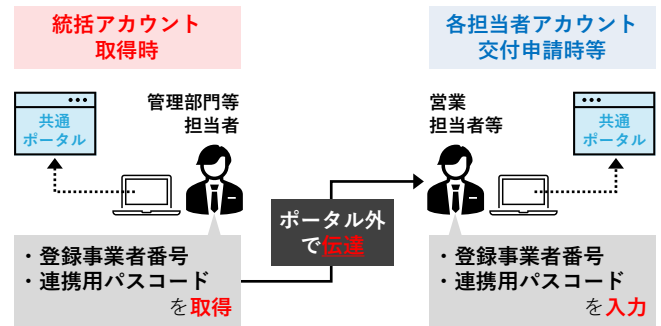 統括アカウント
取得時
各担当者アカウント
交付申請時等
共通
ポータル
管理部門等
担当者
営業
担当者等
共通
ポータル
ポータル外
で伝達
・登録事業者番号
・連携用パスコード
を取得
・登録事業者番号
・連携用パスコード
を入力